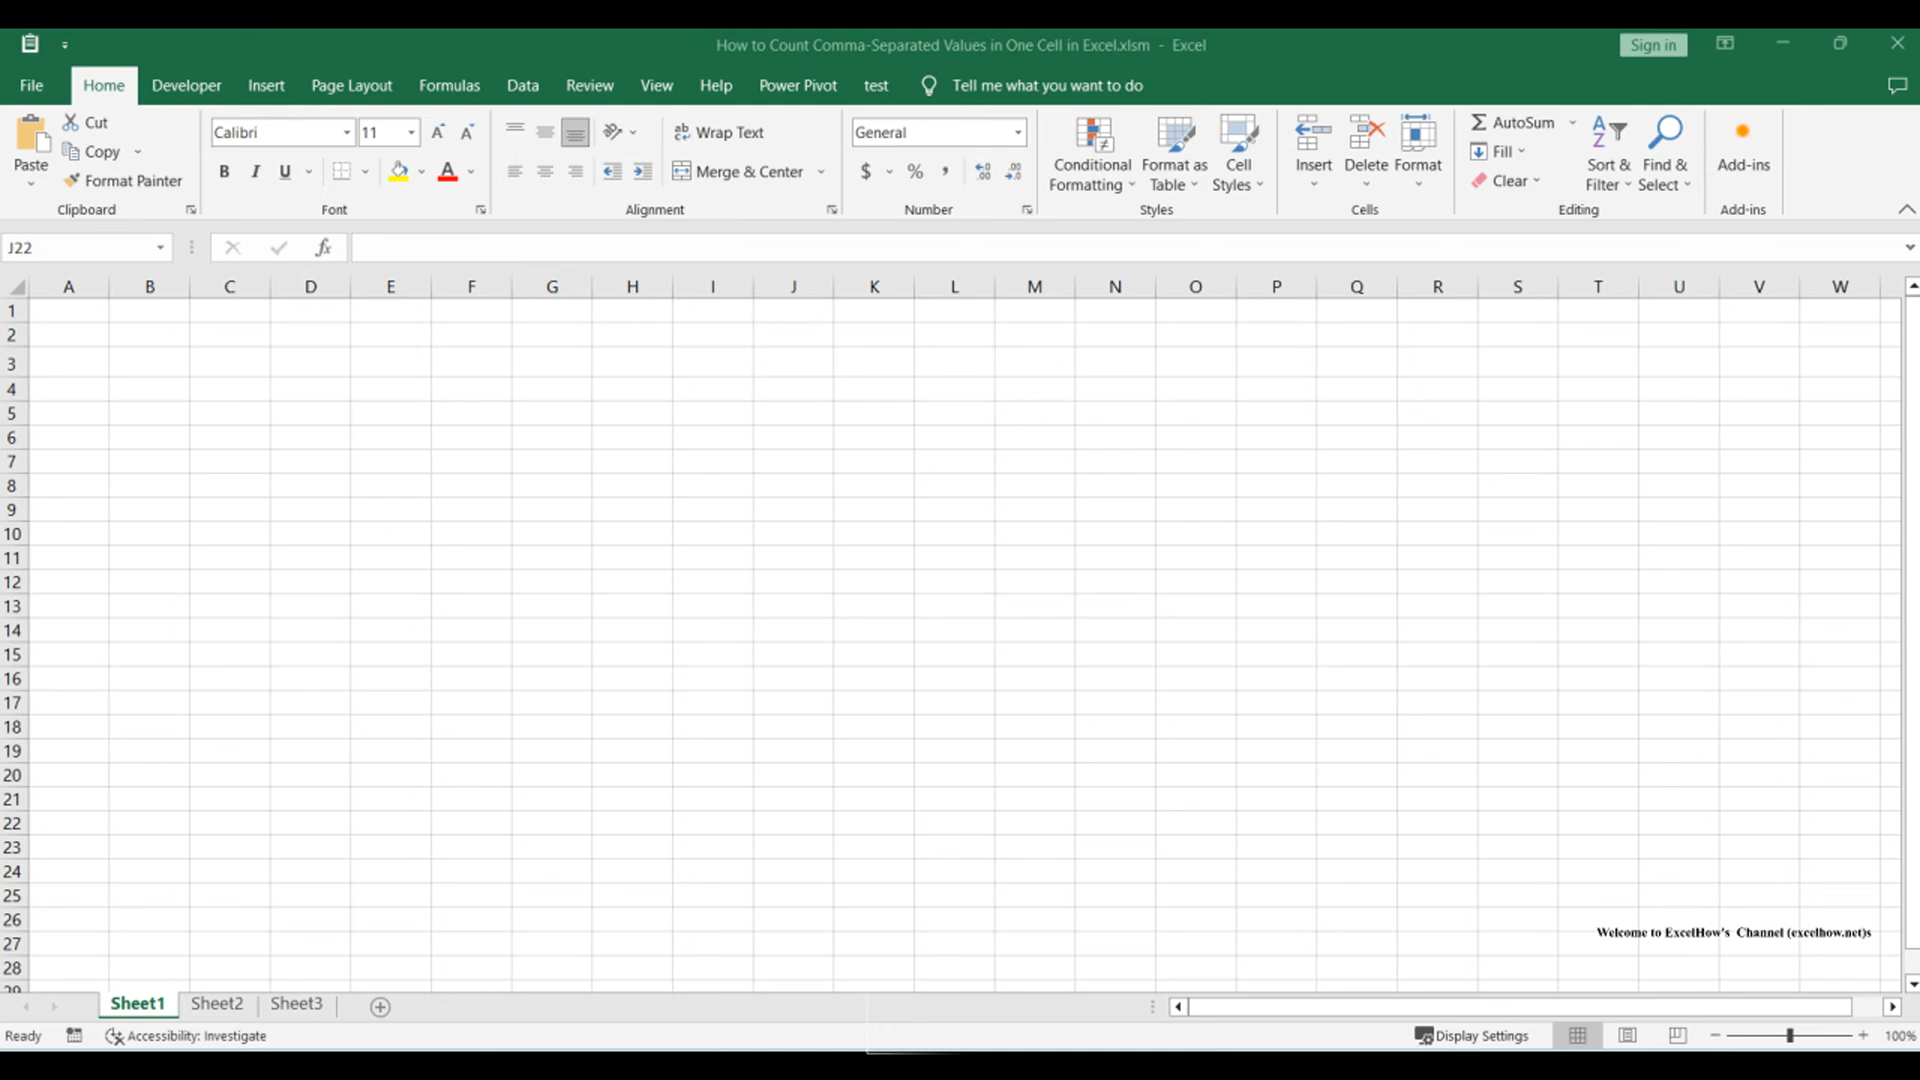 How to Count Comma-Separated Values in One Cell in Excel.xlsm - Excel
Sign in
File Home Developer Insert Page Layout Formulas Data Review View Help Power Pivot test Tell me what you want to do
Paste
Cut
Copy
Format Painter
Clipboard
Calibri 11
B I U
Font
Wrap Text
Merge & Center
Alignment
General
$ % ,
Number
Conditional Formatting
Format as Table
Cell Styles
Styles
Insert Delete Format
Cells
AutoSum
Fill
Clear
Sort & Filter
Find & Select
Editing
Add-ins
Add-ins
J22
fx
A B C D E F G H I J K L M N O P Q R S T U V W
1
2
3
4
5
6
7
8
9
10
11
12
13
14
15
16
17
18
19
20
21
22
23
24
25
26
27
28
29
Welcome to ExcelHow's Channel (excelhow.net)s
Sheet1 Sheet2 Sheet3
Ready Accessibility: Investigate Display Settings 100%